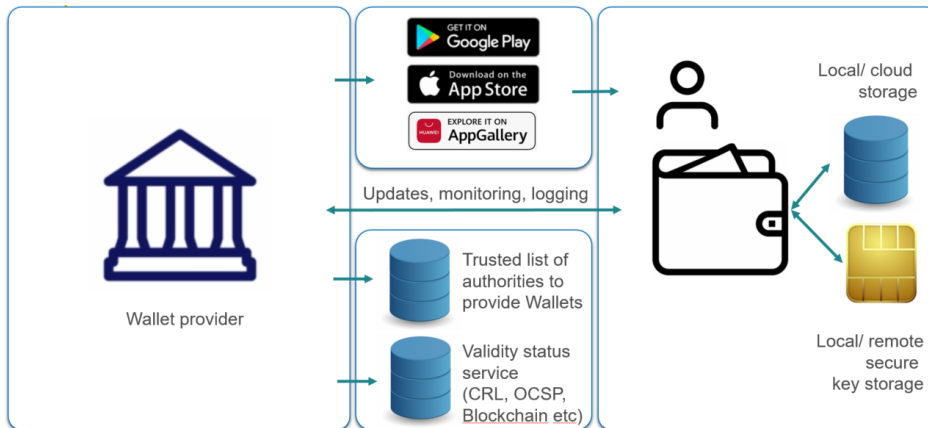 GET IT ON
Google Play
Download on the
App Store
EXPLORE IT ON
HUAWEI
AppGallery
Local/ cloud
storage
Updates, monitoring, logging
Wallet provider
Trusted list of
authorities to
provide Wallets
Validity status
service
(CRL, OCSP,
Blockchain etc)
Local/ remote
secure
key storage